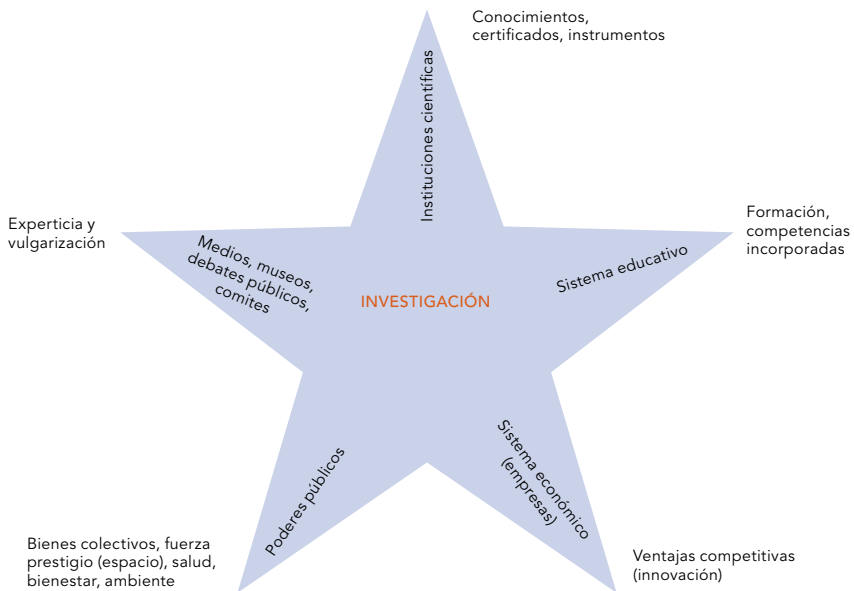 Conocimientos,
certificados, instrumentos
Instituciones científicas
Experticia y
vulgarización
Medios, museos,
debates públicos,
comites
INVESTIGACIÓN
Sistema educativo
Formación,
competencias
incorporadas
Poderes públicos
Sistema económico
(empresas)
Bienes colectivos, fuerza
prestigio (espacio), salud,
bienestar, ambiente
Ventajas competitivas
(innovación)